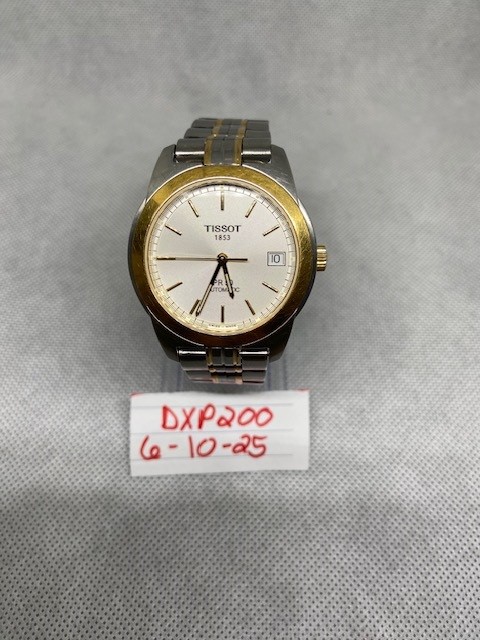 TISSOT
1853
10
PR 50
AUTOMATIC
DXP200
6-10-25